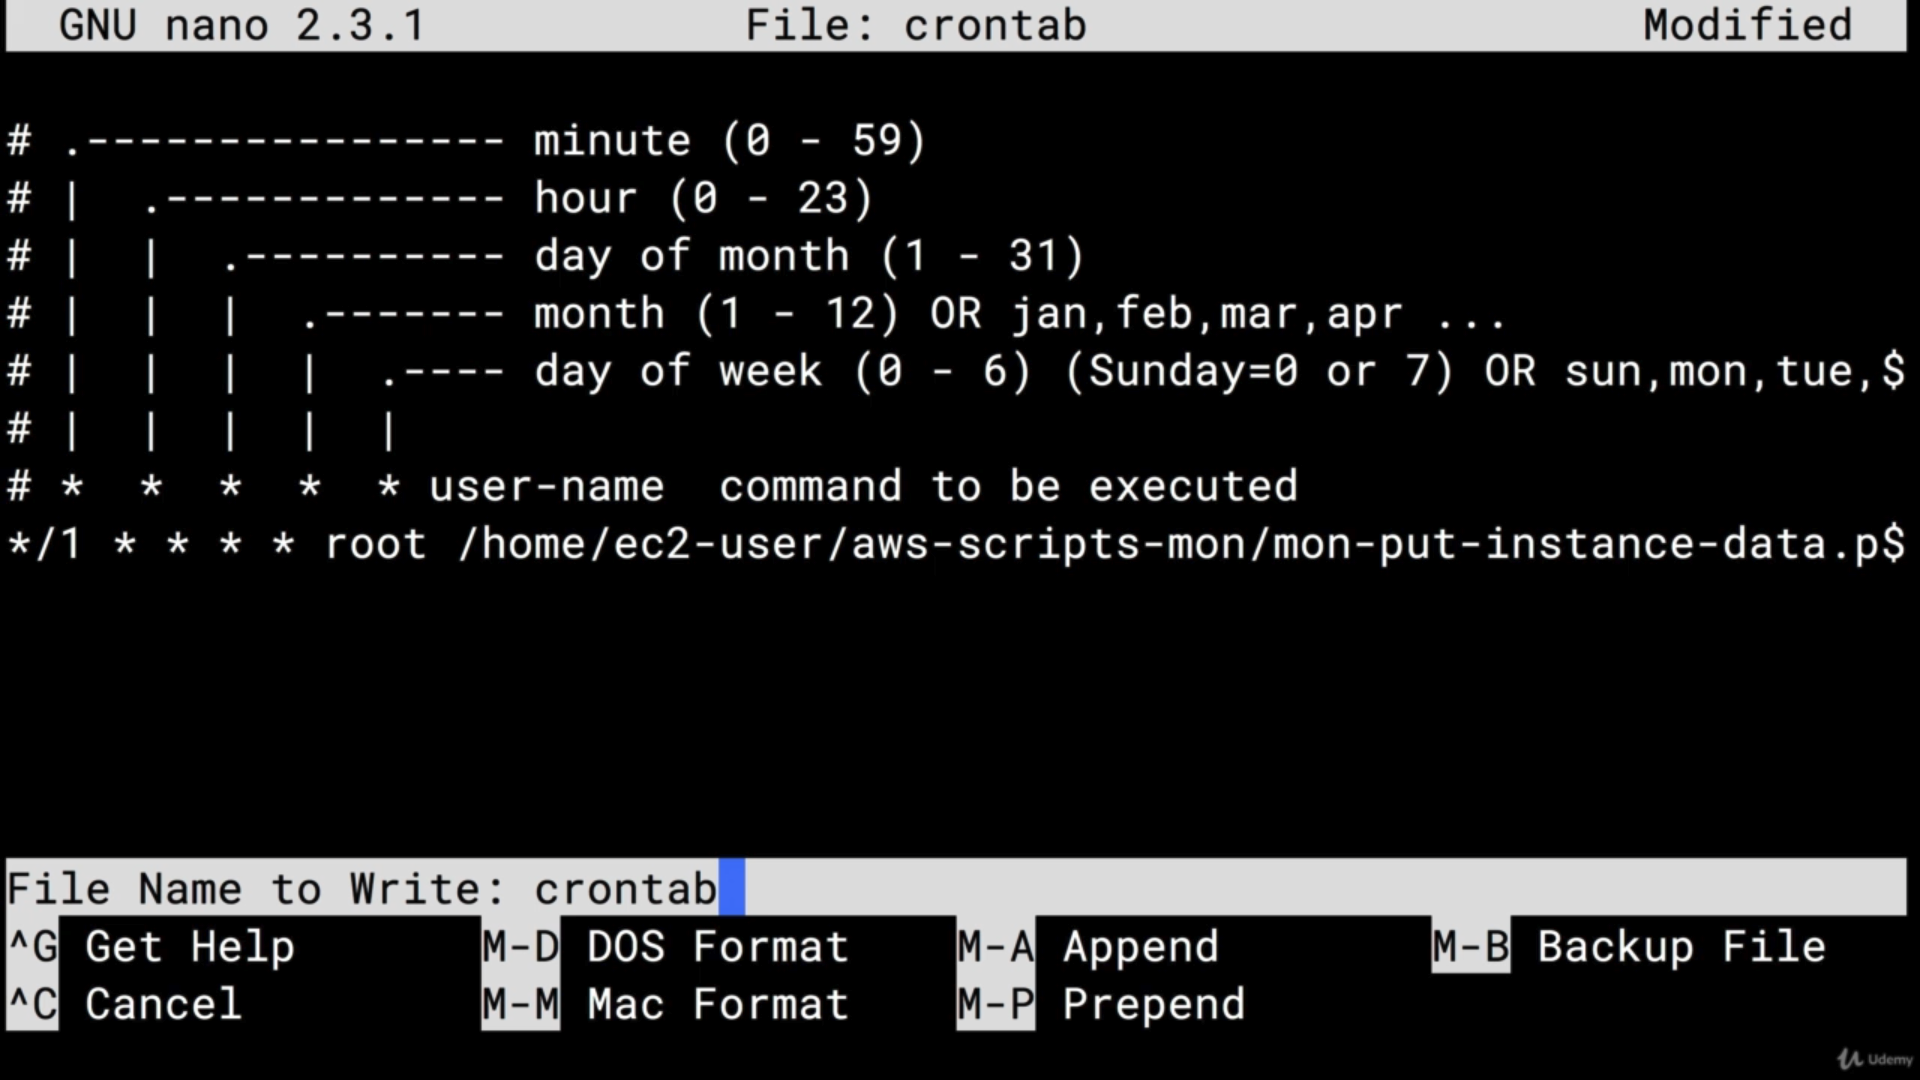 GNU nano 2.3.1 File: crontab Modified
# .---------------- minute (0 - 59)
# | .------------- hour (0 - 23)
# | | .---------- day of month (1 - 31)
# | | | .------- month (1 - 12) OR jan,feb,mar,apr ...
# | | | | .---- day of week (0 - 6) (Sunday=0 or 7) OR sun,mon,tue,$
# | | | | |
# * * * * * user-name command to be executed
*/1 * * * * root /home/ec2-user/aws-scripts-mon/mon-put-instance-data.p$
File Name to Write: crontab
^G Get Help M-D DOS Format M-A Append M-B Backup File
^C Cancel M-M Mac Format M-P Prepend
Udemy